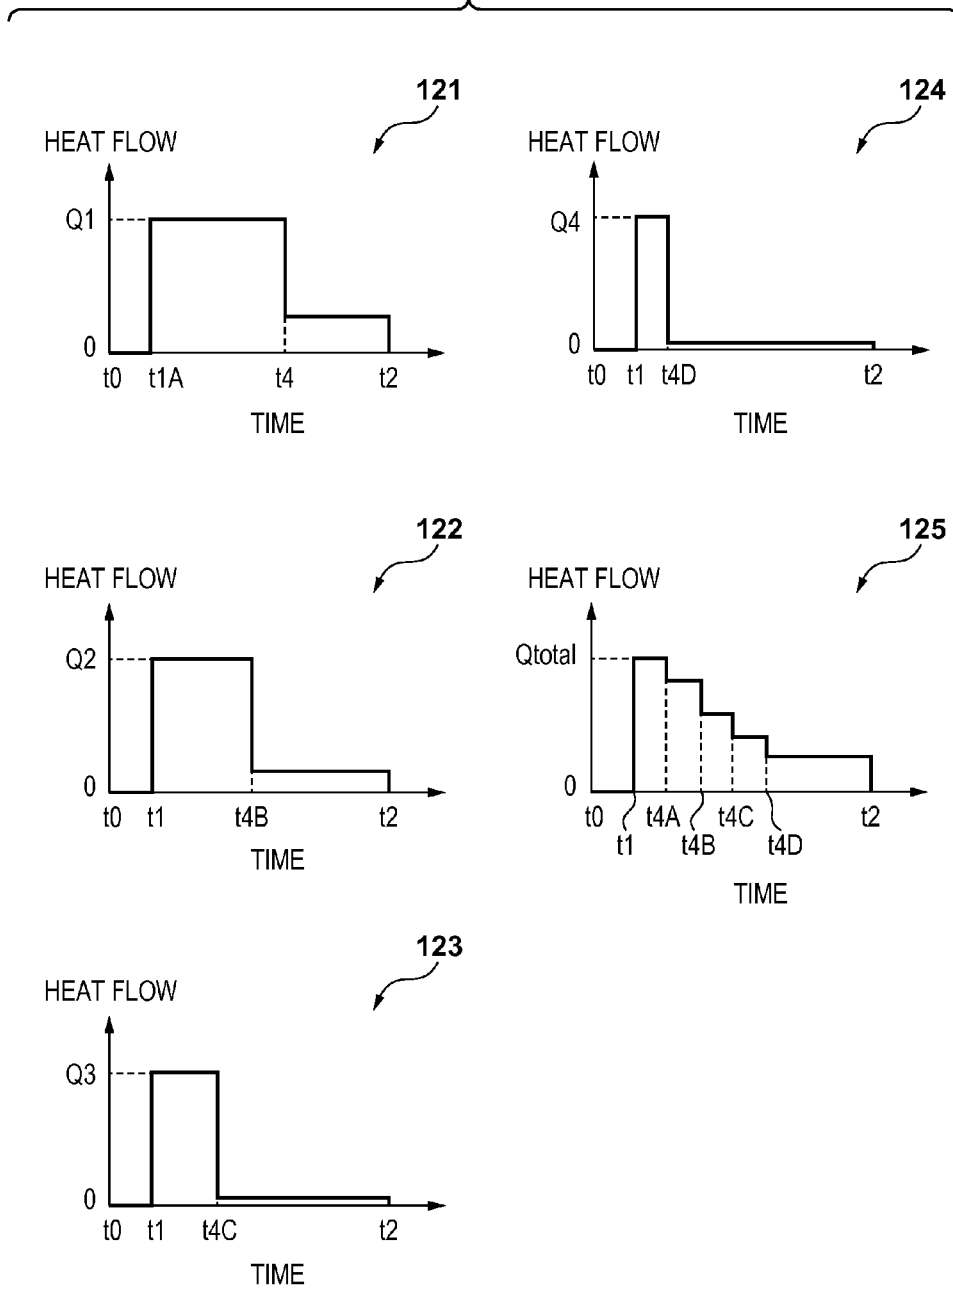 121
HEAT FLOW
Q1
0
t0 t1A t4 t2
TIME
124
HEAT FLOW
Q4
0
t0 t1 t4D t2
TIME
122
HEAT FLOW
Q2
0
t0 t1 t4B t2
TIME
125
HEAT FLOW
Qtotal
0
t0 t4A t4C t2
t1 t4B t4D
TIME
123
HEAT FLOW
Q3
0
t0 t1 t4C t2
TIME